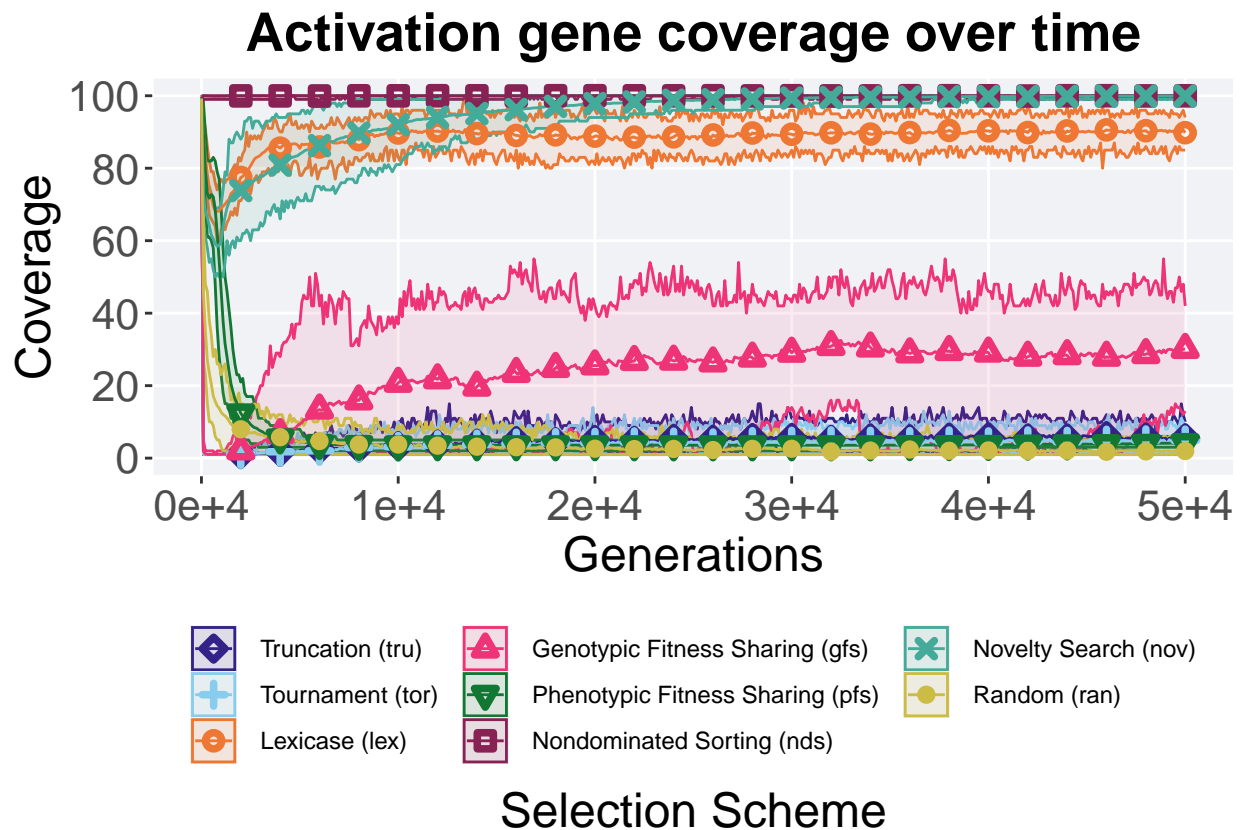 Activation gene coverage over time
Coverage
100
80
60
40
20
0
0e+4 1e+4 2e+4 3e+4 4e+4 5e+4
Generations
Truncation (tru) Genotypic Fitness Sharing (gfs) Novelty Search (nov)
Tournament (tor) Phenotypic Fitness Sharing (pfs) Random (ran)
Lexicase (lex) Nondominated Sorting (nds)
Selection Scheme